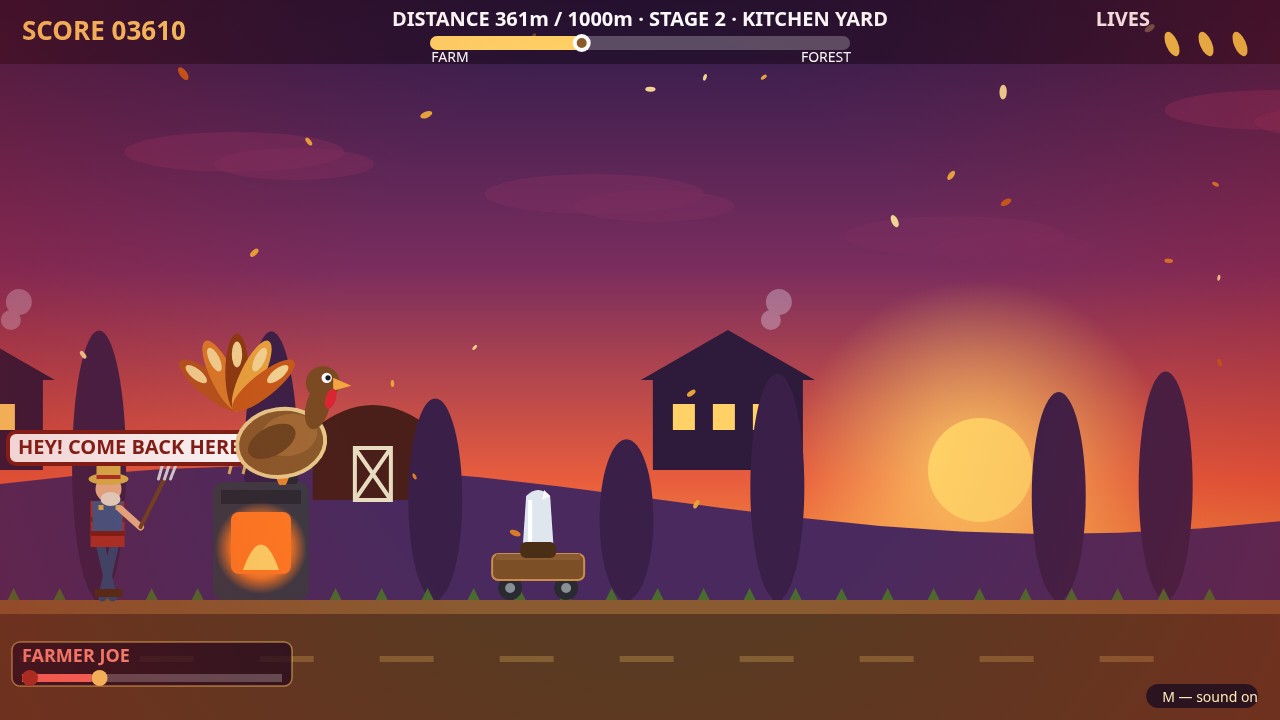 SCORE 03610
DISTANCE 361m / 1000m · STAGE 2 · KITCHEN YARD
LIVES
FARM
FOREST
HEY! COME BACK HERE
FARMER JOE
M — sound on